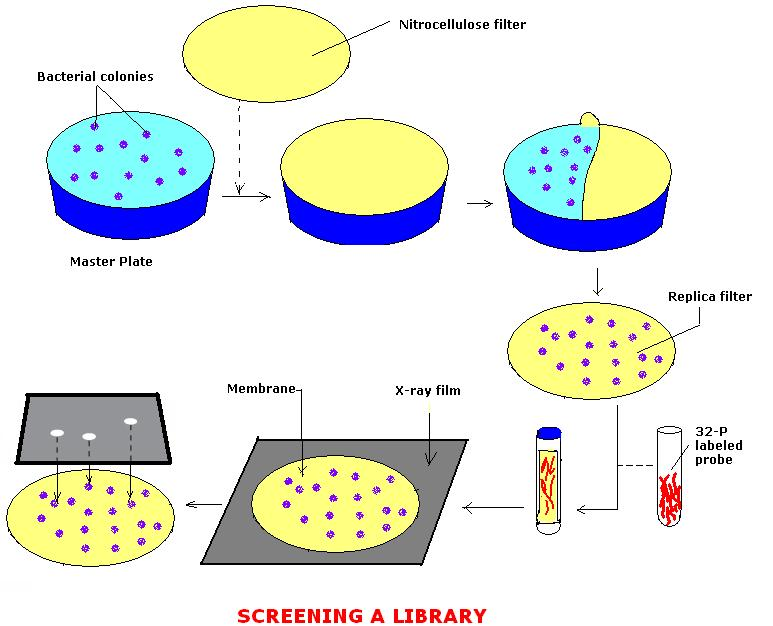 Nitrocellulose filter
Bacterial colonies
Master Plate
Replica filter
Membrane
X-ray film
32-P
labeled
probe
SCREENING A LIBRARY